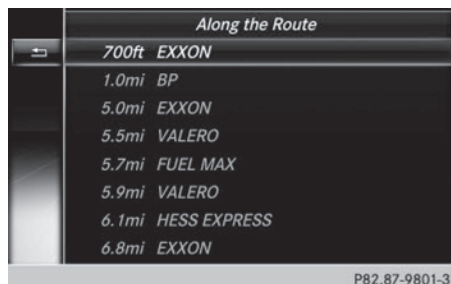 Along the Route
700ft EXXON
1.0mi BP
5.0mi EXXON
5.5mi VALERO
5.7mi FUEL MAX
5.9mi VALERO
6.1mi HESS EXPRESS
6.8mi EXXON
P82.87-9801-3